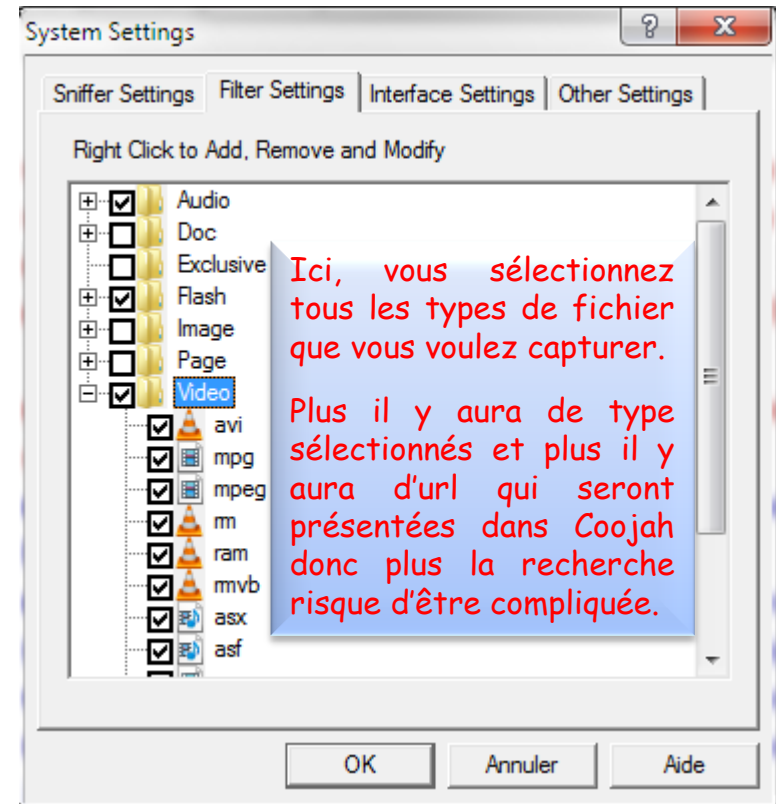 System Settings
Sniffer Settings Filter Settings Interface Settings Other Settings
Right Click to Add, Remove and Modify
Audio
Doc
Exclusive
Flash
Image
Page
Video
avi
mpg
mpeg
rm
ram
rmvb
asx
asf
Ici, vous sélectionnez
tous les types de fichier
que vous voulez capturer.
Plus il y aura de type
sélectionnés et plus il y
aura d'url qui seront
présentées dans Coojah
donc plus la recherche
risque d'être compliquée.
OK Annuler Aide